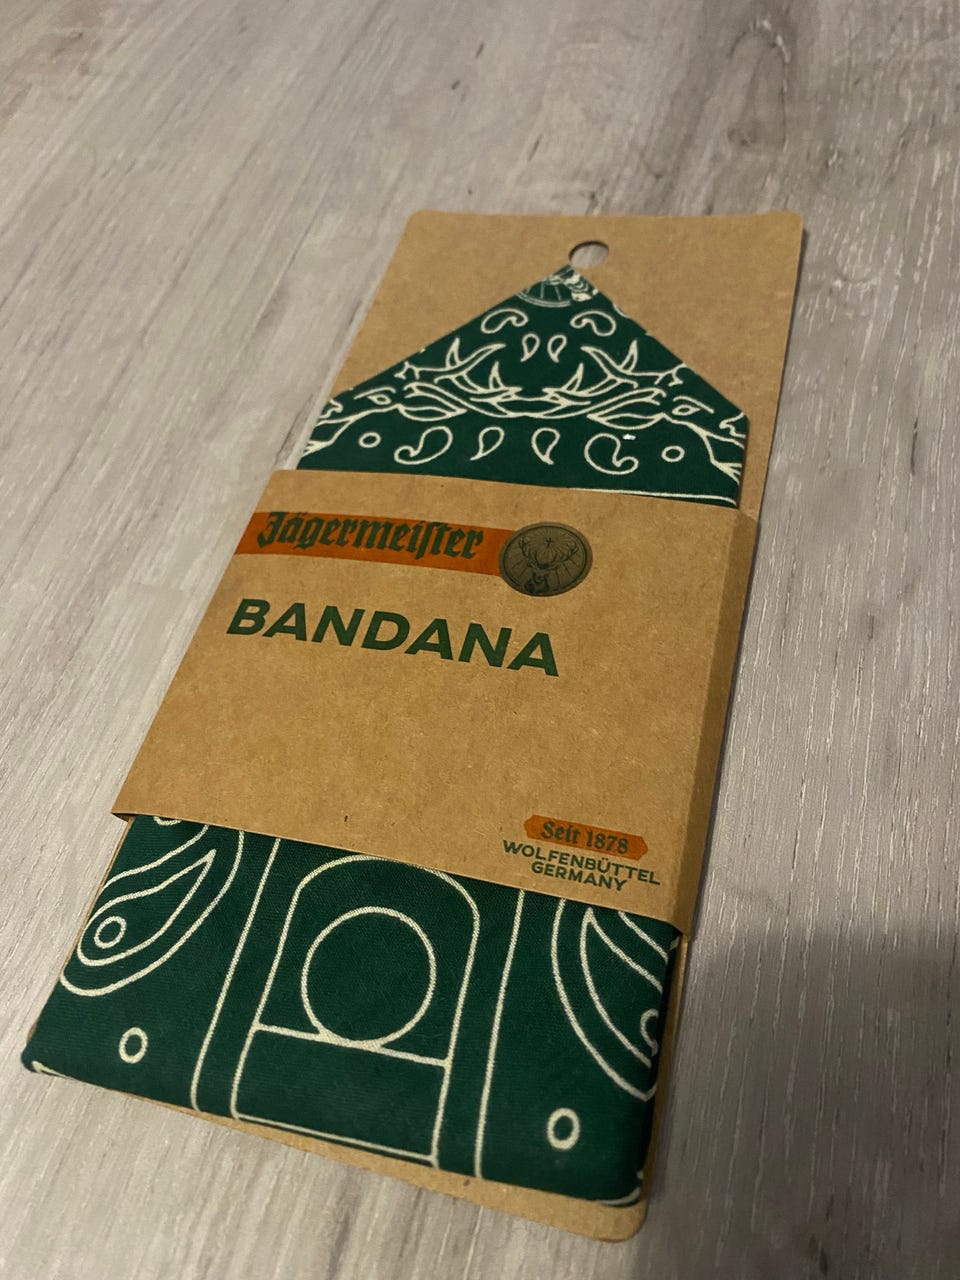 Jägermeiſter
BANDANA
Seit 1878
WOLFENBÜTTEL
GERMANY